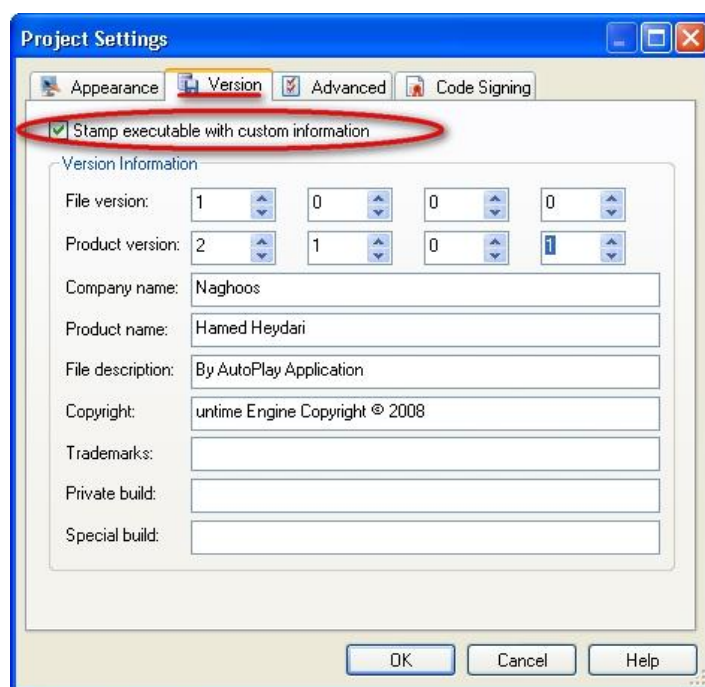 Project Settings
Appearance Version Advanced Code Signing
Stamp executable with custom information
Version Information
File version: 1 0 0 0
Product version: 2 1 0 1
Company name: Naghoos
Product name: Hamed Heydari
File description: By AutoPlay Application
Copyright: untime Engine Copyright © 2008
Trademarks:
Private build:
Special build:
OK Cancel Help